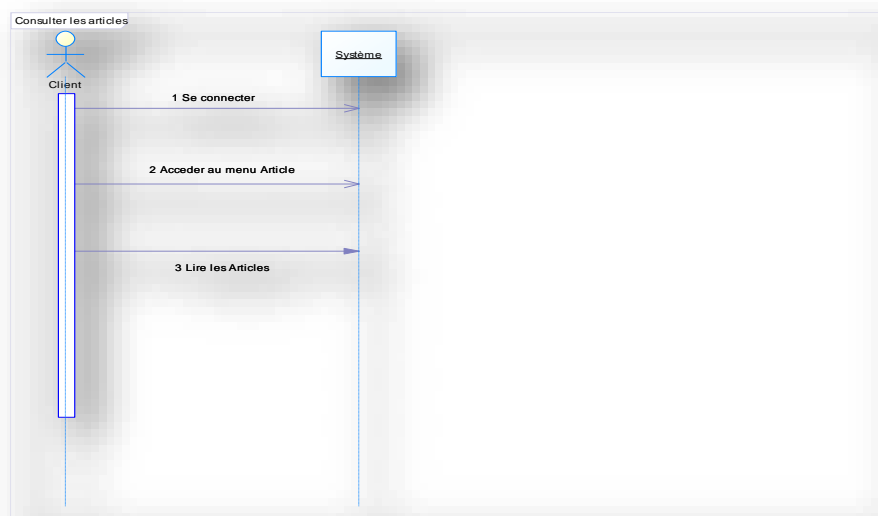 Consulter les articles
Système
Client
1 Se connecter
2 Acceder au menu Article
3 Lire les Articles